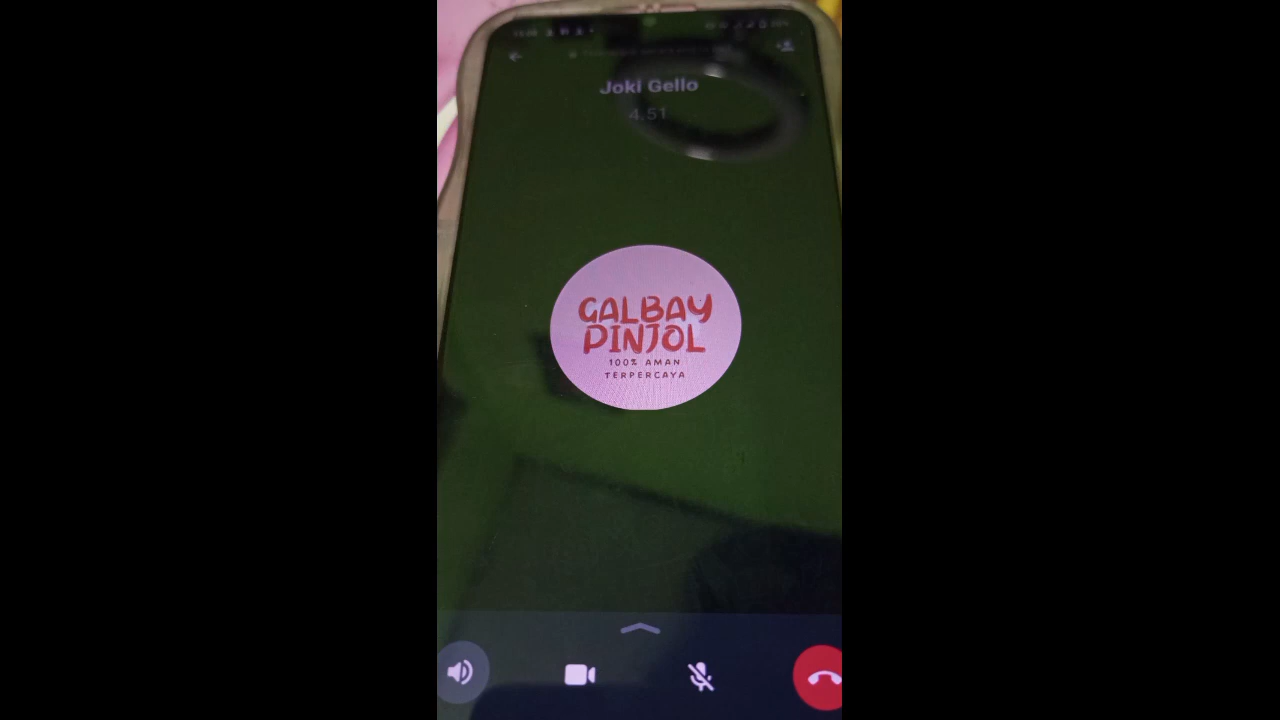 Joki Gello
4.51
GALBAY
PINJOL
100% AMAN
TERPERCAYA